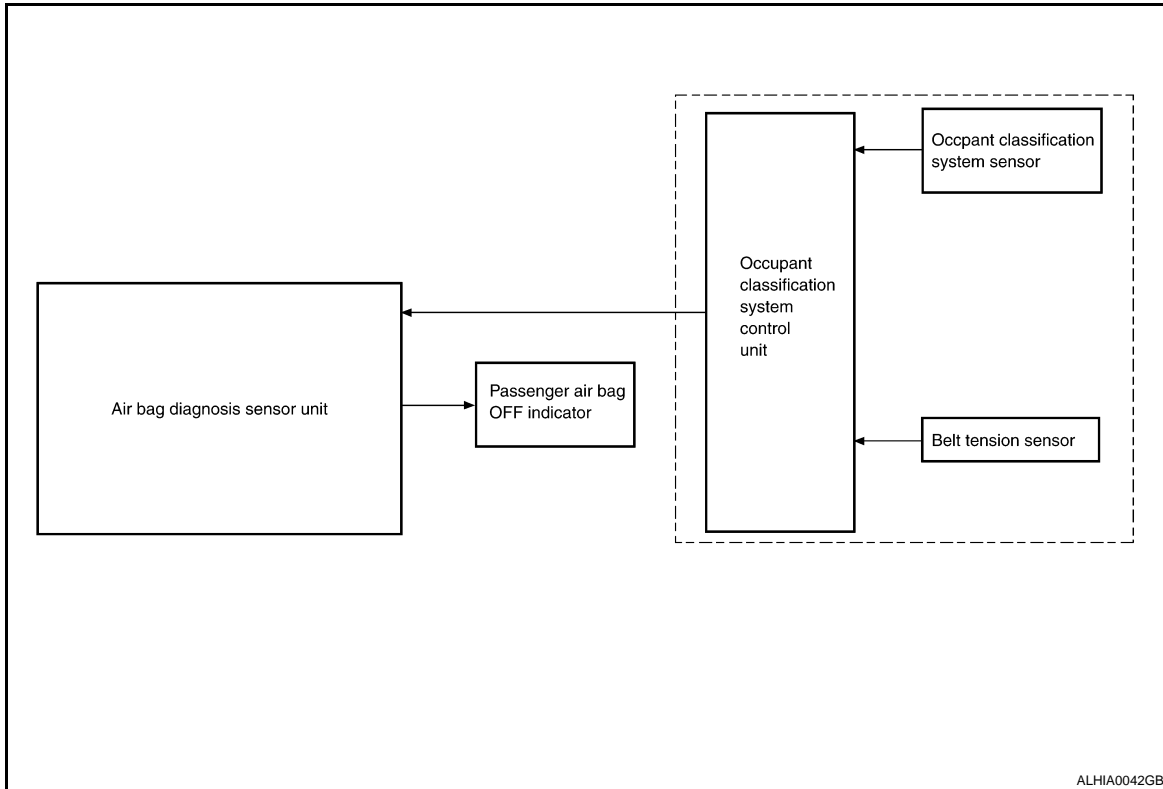 Occpant classification
system sensor
Occupant
classification
system
control
unit
Air bag diagnosis sensor unit
Passenger air bag
OFF indicator
Belt tension sensor
ALHIA0042GB